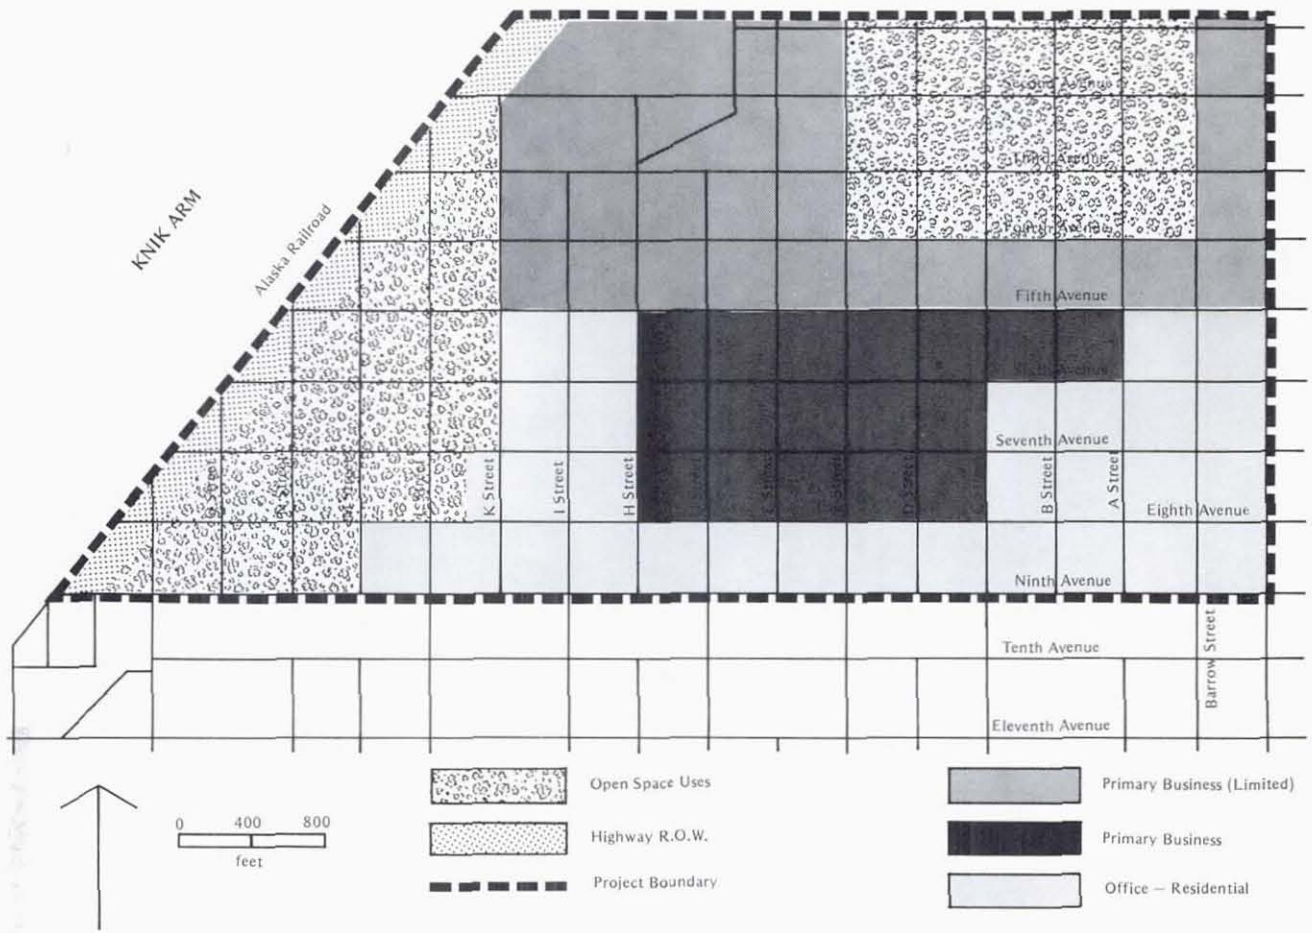 Second Avenue
Third Avenue
Fourth Avenue
KNIK ARM
Alaska Railroad
Fifth Avenue
Sixth Avenue
Seventh Avenue
K Street
I Street
H Street
D Street
B Street
A Street
Eighth Avenue
Ninth Avenue
Tenth Avenue
Barrow Street
Eleventh Avenue
0 400 800
feet
Open Space Uses
Highway R.O.W.
Project Boundary
Primary Business (Limited)
Primary Business
Office — Residential